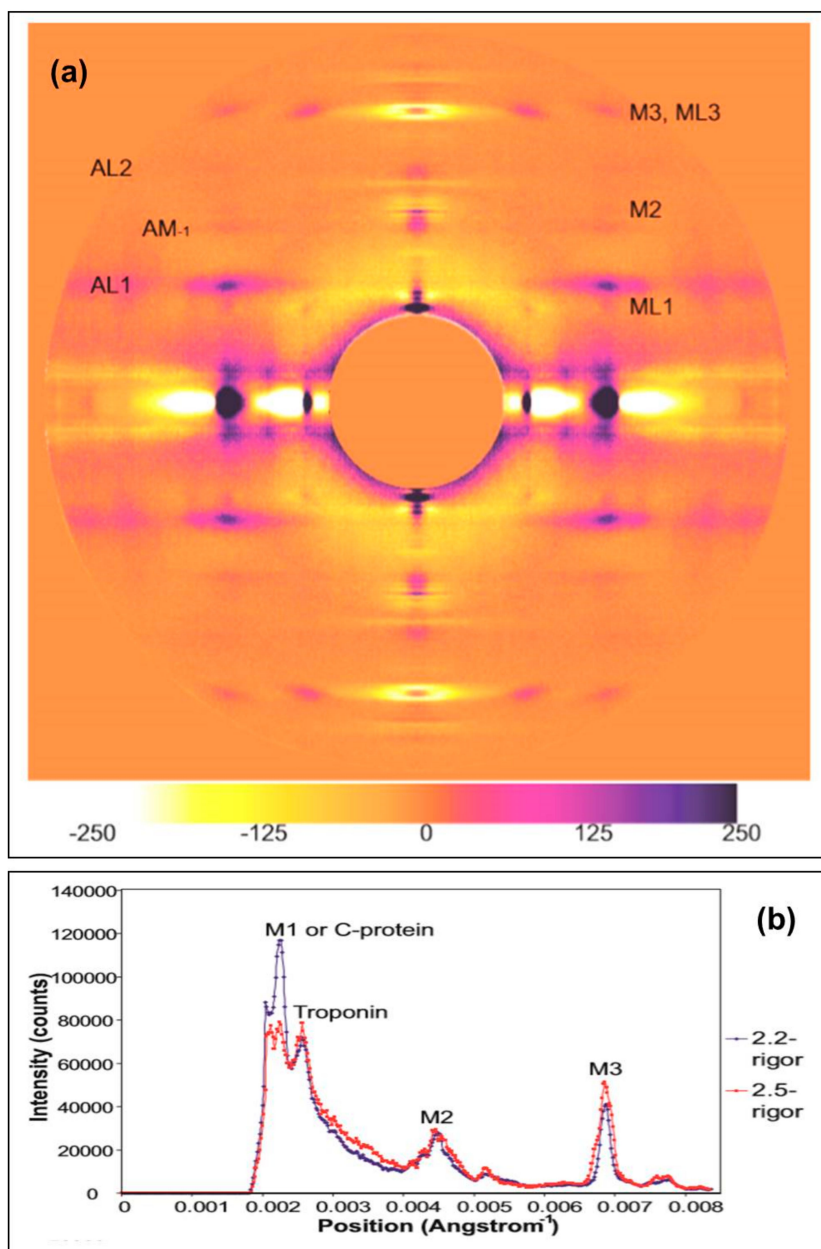 (a)
M3, ML3
AL2
M2
AM-1
AL1
ML1
-250 -125 0 125 250
(b)
140000
120000
100000
80000
60000
40000
20000
0
Intensity (counts)
M1 or C-protein
Troponin
M2
M3
2.2-
rigor
2.5-
rigor
0 0.001 0.002 0.003 0.004 0.005 0.006 0.007 0.008
Position (Angstrom-1)